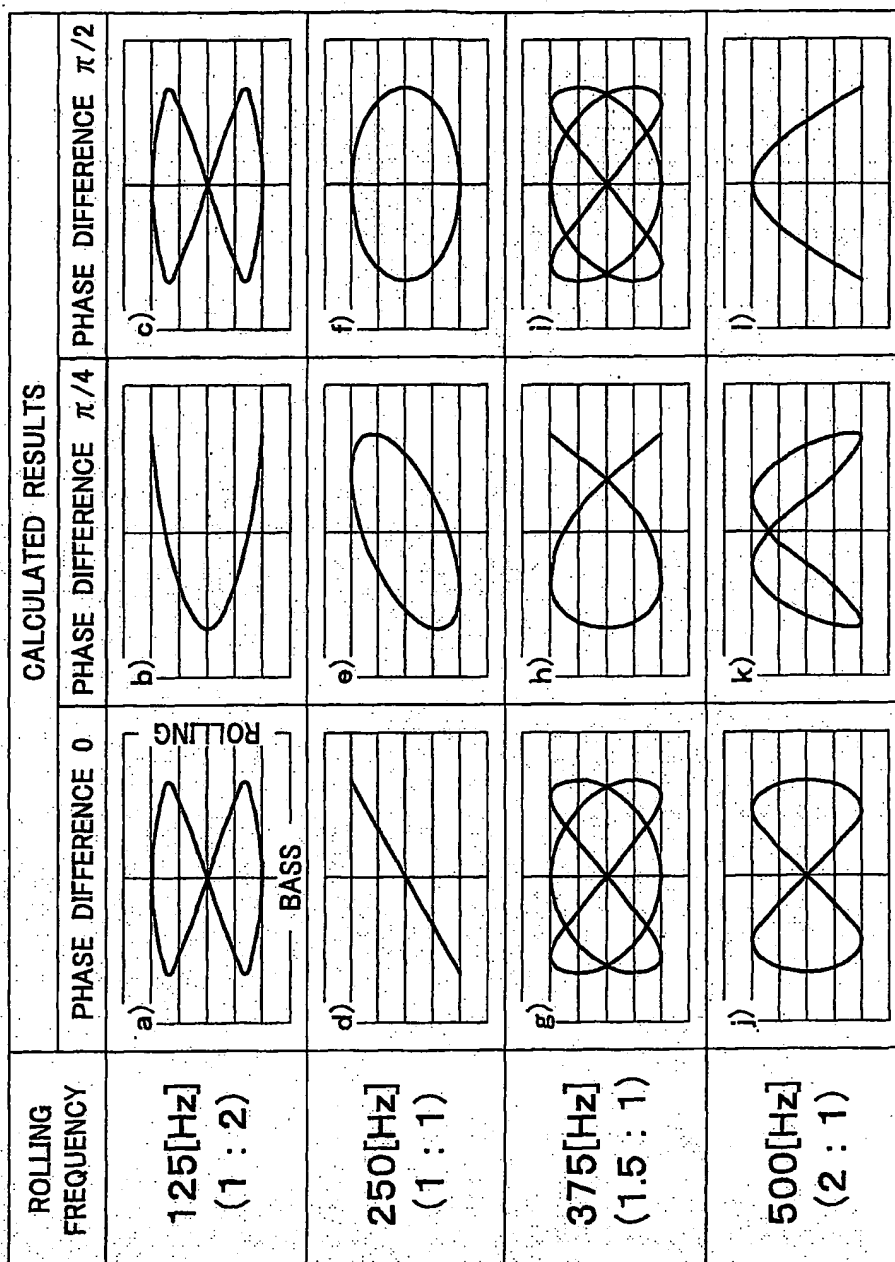 CALCULATED RESULTS
ROLLING
FREQUENCY
PHASE DIFFERENCE 0
PHASE DIFFERENCE π/4
PHASE DIFFERENCE π/2
125[Hz]
(1 : 2)
a)
ROLLING
BASS
b)
c)
250[Hz]
(1 : 1)
d)
e)
f)
375[Hz]
(1.5 : 1)
g)
h)
i)
500[Hz]
(2 : 1)
j)
k)
l)